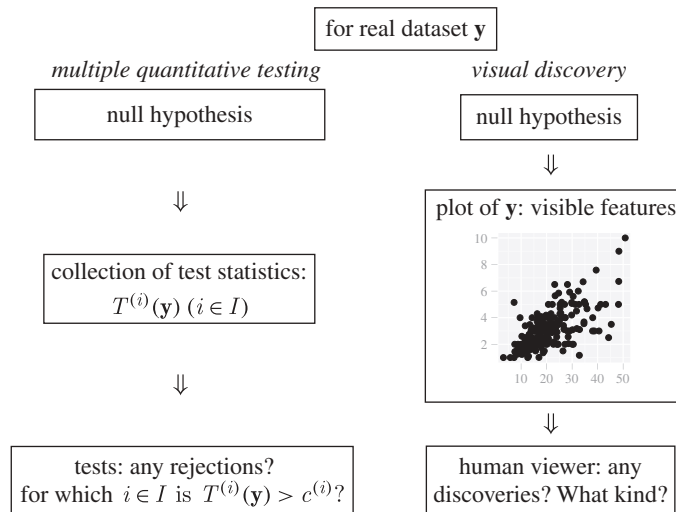 for real dataset y
multiple quantitative testing
visual discovery
null hypothesis
null hypothesis
⇓
⇓
plot of y: visible features
10
8
6
4
2
10 20 30 40 50
collection of test statistics:
T⁽ⁱ⁾(y) (i ∈ I)
⇓
⇓
tests: any rejections?
for which i ∈ I is T⁽ⁱ⁾(y) > c⁽ⁱ⁾?
human viewer: any
discoveries? What kind?